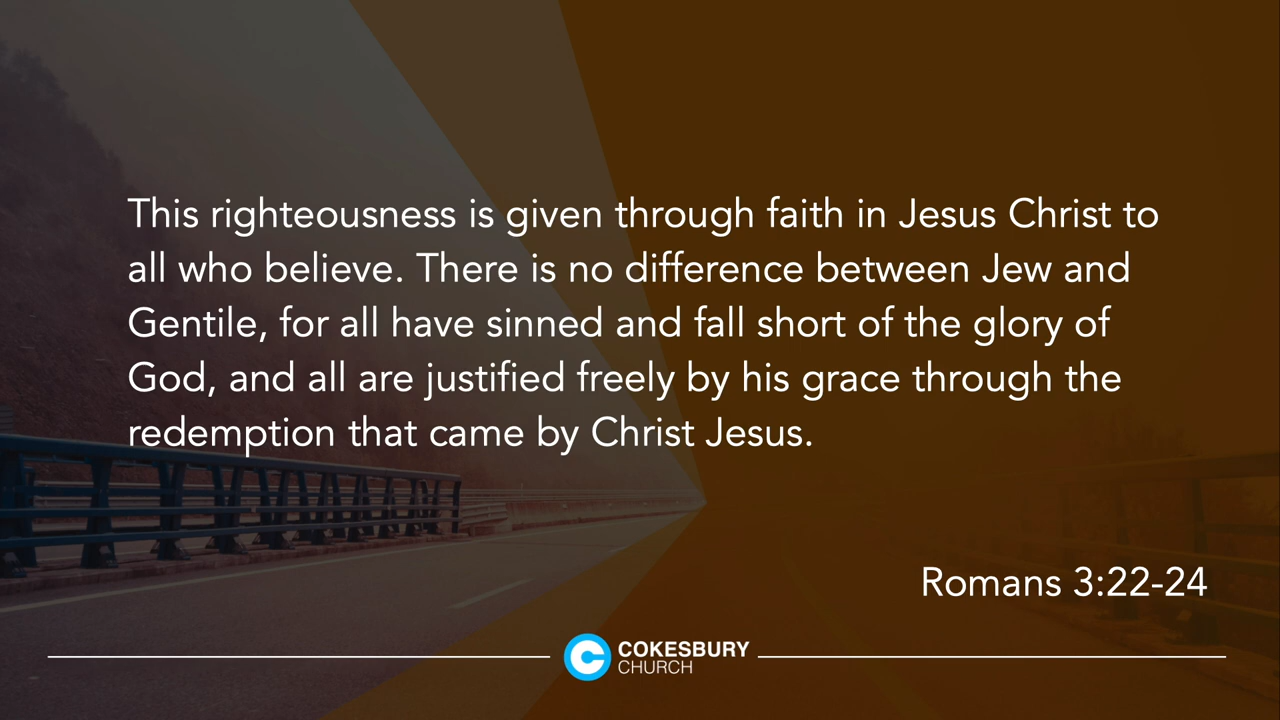 This righteousness is given through faith in Jesus Christ to
all who believe. There is no difference between Jew and
Gentile, for all have sinned and fall short of the glory of
God, and all are justified freely by his grace through the
redemption that came by Christ Jesus.
Romans 3:22-24
COKESBURY
CHURCH